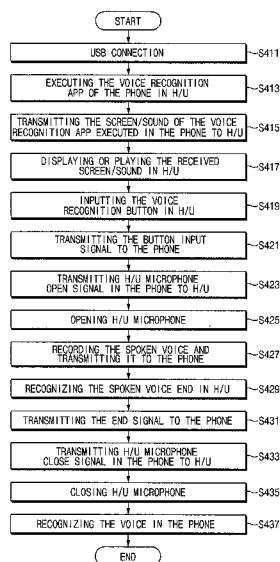 START
USB CONNECTION
S411
EXECUTING THE VOICE RECOGNITION
APP OF THE PHONE IN H/U
S413
TRANSMITTING THE SCREEN/SOUND OF THE VOICE
RECOGNITION APP EXECUTED IN THE PHONE TO H/U
S415
DISPLAYING OR PLAYING THE RECEIVED
SCREEN/SOUND IN H/U
S417
INPUTTING THE VOICE
RECOGNITION BUTTON IN H/U
S419
TRANSMITTING THE BUTTON INPUT
SIGNAL TO THE PHONE
S421
TRANSMITTING H/U MICROPHONE
OPEN SIGNAL IN THE PHONE TO H/U
S423
OPENING H/U MICROPHONE
S425
RECORDING THE SPOKEN VOICE AND
TRANSMITTING IT TO THE PHONE
S427
RECOGNIZING THE SPOKEN VOICE END IN H/U
S429
TRANSMITTING THE END SIGNAL TO THE PHONE
S431
TRANSMITTING H/U MICROPHONE
CLOSE SIGNAL IN THE PHONE TO H/U
S433
CLOSING H/U MICROPHONE
S435
RECOGNIZING THE VOICE IN THE PHONE
S437
END